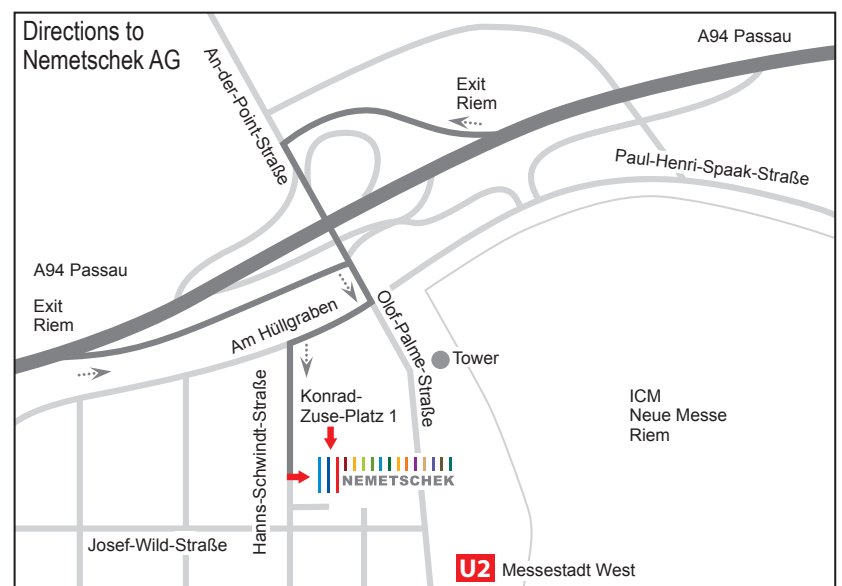 Directions to
Nemetschek AG
A94 Passau
An-der-Point-Straße
Exit
Riem
Paul-Henri-Spaak-Straße
A94 Passau
Exit
Riem
Am Hüllgraben
Olof-Palme-Straße
Tower
Hanns-Schwindt-Straße
Konrad-
Zuse-Platz 1
ICM
Neue Messe
Riem
NEMETSCHEK
Josef-Wild-Straße
U2 Messestadt West